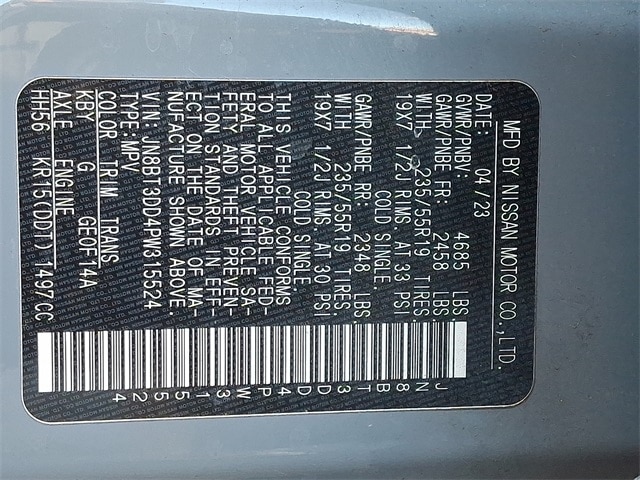 MFD BY NISSAN MOTOR CO.,LTD.
DATE: 04/23
GVWR/PNBV: 4685 LBS.
GAWR/PNBE FR: 2458 LBS
WITH 235/55R19 TIRES,
19X7 1/2J RIMS. AT 33 PSI
COLD SINGLE.
GAWR/PNBE RR: 2348 LBS.
WITH 235/55R19 TIRES
19X7 1/2J RIMS. AT 30 PSI
COLD SINGLE
THIS VEHICLE CONFORMS
TO ALL APPLICABLE FED-
ERAL MOTOR VEHICLE SA-
FETY AND THEFT PREVEN-
TION STANDARDS IN EFF-
ECT ON THE DATE OF MA-
NUFACTURE SHOWN ABOVE.
VIN: JN8BT3DD4PW315524
TYPE: MPV
COLOR TRIM TRANS
KBY G GE0F14A
AXLE ENGINE
HH56 KR15(DDT) 1497CC
JN8BT3DD4PW315524